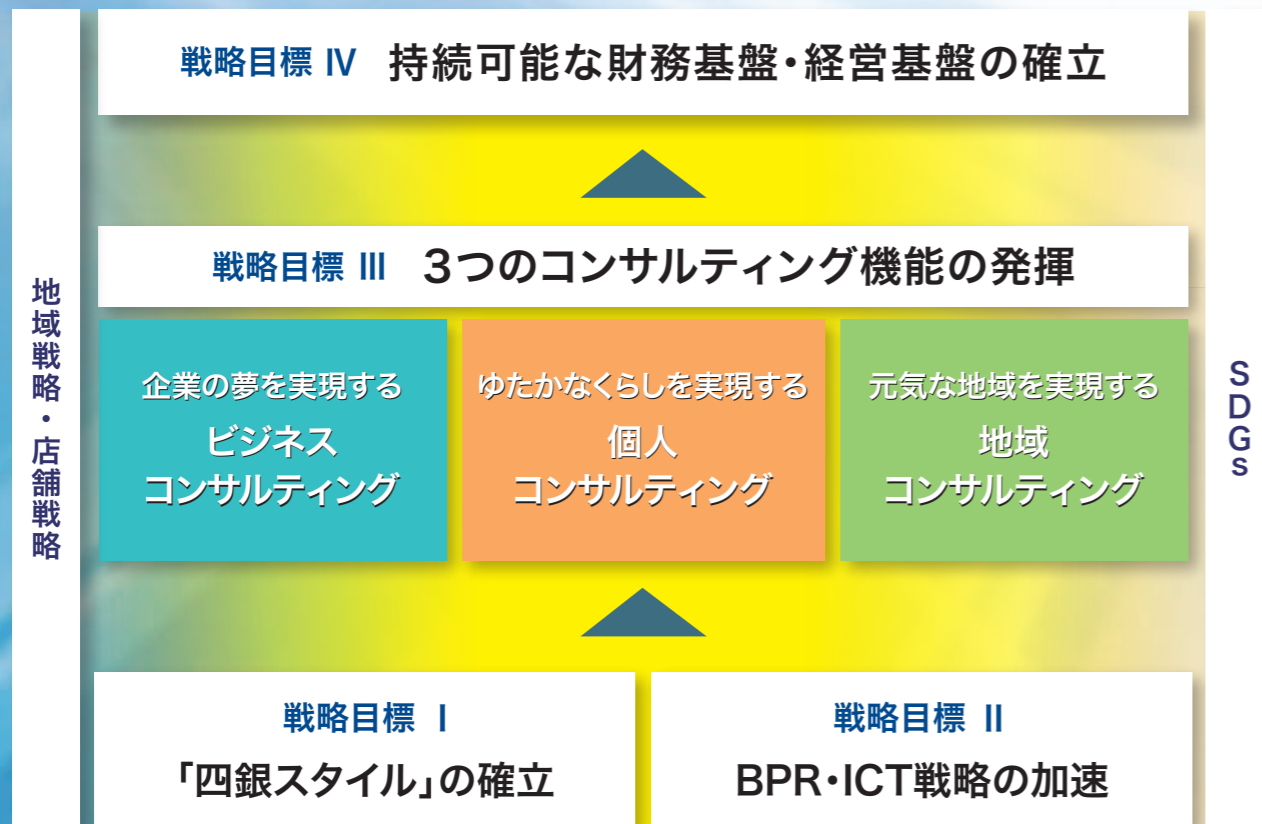 戦略目標 Ⅳ 持続可能な財務基盤・経営基盤の確立
戦略目標 Ⅲ 3つのコンサルティング機能の発揮
企業の夢を実現する
ビジネス
コンサルティング
ゆたかなくらしを実現する
個人
コンサルティング
元気な地域を実現する
地域
コンサルティング
戦略目標 Ⅰ
「四銀スタイル」の確立
戦略目標 Ⅱ
BPR・ICT戦略の加速
地域戦略・店舗戦略
SDGs